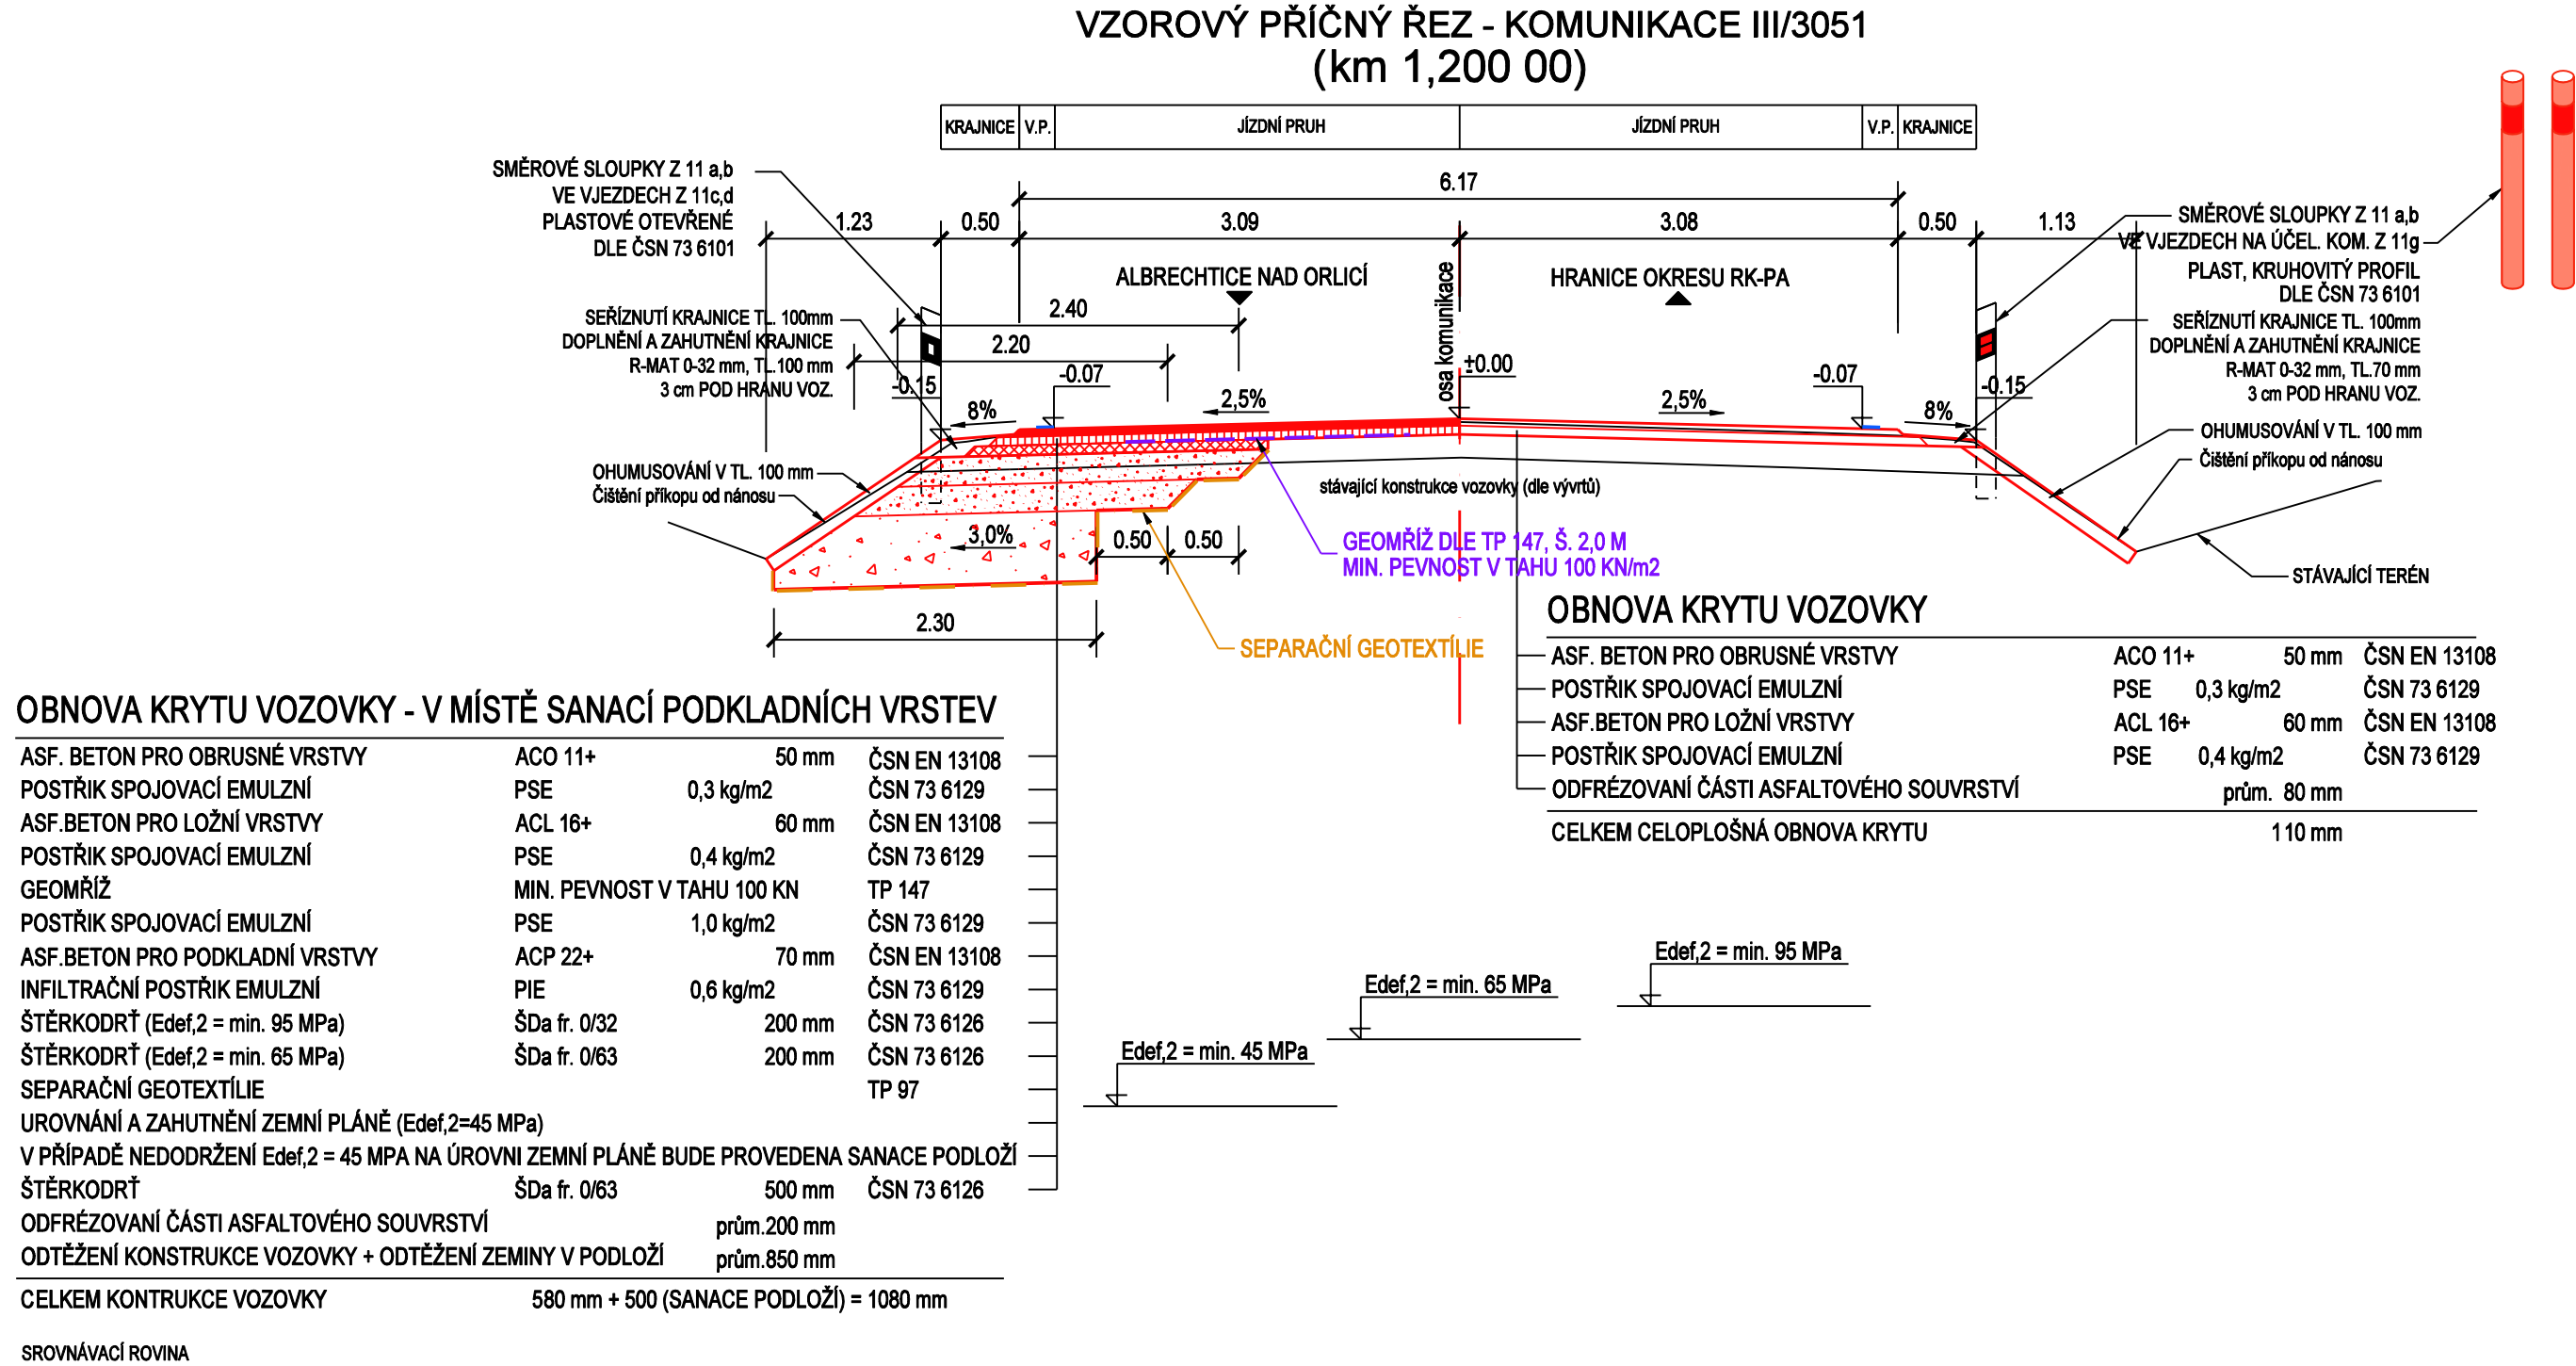 VZOROVÝ PŘÍČNÝ ŘEZ - KOMUNIKACE III/3051
(km 1,200 00)
KRAJNICE V.P. JÍZDNÍ PRUH JÍZDNÍ PRUH V.P. KRAJNICE
SMĚROVÉ SLOUPKY Z 11 a,b
VE VJEZDECH Z 11c,d
PLASTOVÉ OTEVŘENÉ
DLE ČSN 73 6101
6.17
1.23 0.50 3.09 3.08 0.50 1.13
SMĚROVÉ SLOUPKY Z 11 a,b
VE VJEZDECH NA ÚČEL. KOM. Z 11g
PLAST, KRUHOVITÝ PROFIL
DLE ČSN 73 6101
ALBRECHTICE NAD ORLICÍ
HRANICE OKRESU RK-PA
osa komunikace
2.40
2.20
SEŘÍZNUTÍ KRAJNICE TL. 100mm
DOPLNĚNÍ A ZAHUTNĚNÍ KRAJNICE
R-MAT 0-32 mm, TL.100 mm
3 cm POD HRANU VOZ.
SEŘÍZNUTÍ KRAJNICE TL. 100mm
DOPLNĚNÍ A ZAHUTNĚNÍ KRAJNICE
R-MAT 0-32 mm, TL.70 mm
3 cm POD HRANU VOZ.
-0.15 -0.07 ±0.00 -0.07 -0.15
8% 2,5% 2,5% 8%
OHUMUSOVÁNÍ V TL. 100 mm
Čištění příkopu od nánosu
OHUMUSOVÁNÍ V TL. 100 mm
Čištění příkopu od nánosu
stávající konstrukce vozovky (dle vývrtů)
3,0%
0.50 0.50
GEOMŘÍŽ DLE TP 147, Š. 2,0 M
MIN. PEVNOST V TAHU 100 KN/m2
STÁVAJÍCÍ TERÉN
2.30
SEPARAČNÍ GEOTEXTÍLIE
OBNOVA KRYTU VOZOVKY
ASF. BETON PRO OBRUSNÉ VRSTVY ACO 11+ 50 mm ČSN EN 13108
POSTŘIK SPOJOVACÍ EMULZNÍ PSE 0,3 kg/m2 ČSN 73 6129
ASF.BETON PRO LOŽNÍ VRSTVY ACL 16+ 60 mm ČSN EN 13108
POSTŘIK SPOJOVACÍ EMULZNÍ PSE 0,4 kg/m2 ČSN 73 6129
ODFRÉZOVANÍ ČÁSTI ASFALTOVÉHO SOUVRSTVÍ prům. 80 mm
CELKEM CELOPLOŠNÁ OBNOVA KRYTU 110 mm
OBNOVA KRYTU VOZOVKY - V MÍSTĚ SANACÍ PODKLADNÍCH VRSTEV
ASF. BETON PRO OBRUSNÉ VRSTVY ACO 11+ 50 mm ČSN EN 13108
POSTŘIK SPOJOVACÍ EMULZNÍ PSE 0,3 kg/m2 ČSN 73 6129
ASF.BETON PRO LOŽNÍ VRSTVY ACL 16+ 60 mm ČSN EN 13108
POSTŘIK SPOJOVACÍ EMULZNÍ PSE 0,4 kg/m2 ČSN 73 6129
GEOMŘÍŽ MIN. PEVNOST V TAHU 100 KN TP 147
POSTŘIK SPOJOVACÍ EMULZNÍ PSE 1,0 kg/m2 ČSN 73 6129
ASF.BETON PRO PODKLADNÍ VRSTVY ACP 22+ 70 mm ČSN EN 13108
INFILTRAČNÍ POSTŘIK EMULZNÍ PIE 0,6 kg/m2 ČSN 73 6129
ŠTĚRKODRŤ (Edef,2 = min. 95 MPa) ŠDa fr. 0/32 200 mm ČSN 73 6126
ŠTĚRKODRŤ (Edef,2 = min. 65 MPa) ŠDa fr. 0/63 200 mm ČSN 73 6126
SEPARAČNÍ GEOTEXTÍLIE TP 97
UROVNÁNÍ A ZAHUTNĚNÍ ZEMNÍ PLÁNĚ (Edef,2=45 MPa)
V PŘÍPADĚ NEDODRŽENÍ Edef,2 = 45 MPA NA ÚROVNI ZEMNÍ PLÁNĚ BUDE PROVEDENA SANACE PODLOŽÍ
ŠTĚRKODRŤ ŠDa fr. 0/63 500 mm ČSN 73 6126
ODFRÉZOVANÍ ČÁSTI ASFALTOVÉHO SOUVRSTVÍ prům.200 mm
ODTĚŽENÍ KONSTRUKCE VOZOVKY + ODTĚŽENÍ ZEMINY V PODLOŽÍ prům.850 mm
CELKEM KONTRUKCE VOZOVKY 580 mm + 500 (SANACE PODLOŽÍ) = 1080 mm
Edef,2 = min. 95 MPa
Edef,2 = min. 65 MPa
Edef,2 = min. 45 MPa
SROVNÁVACÍ ROVINA